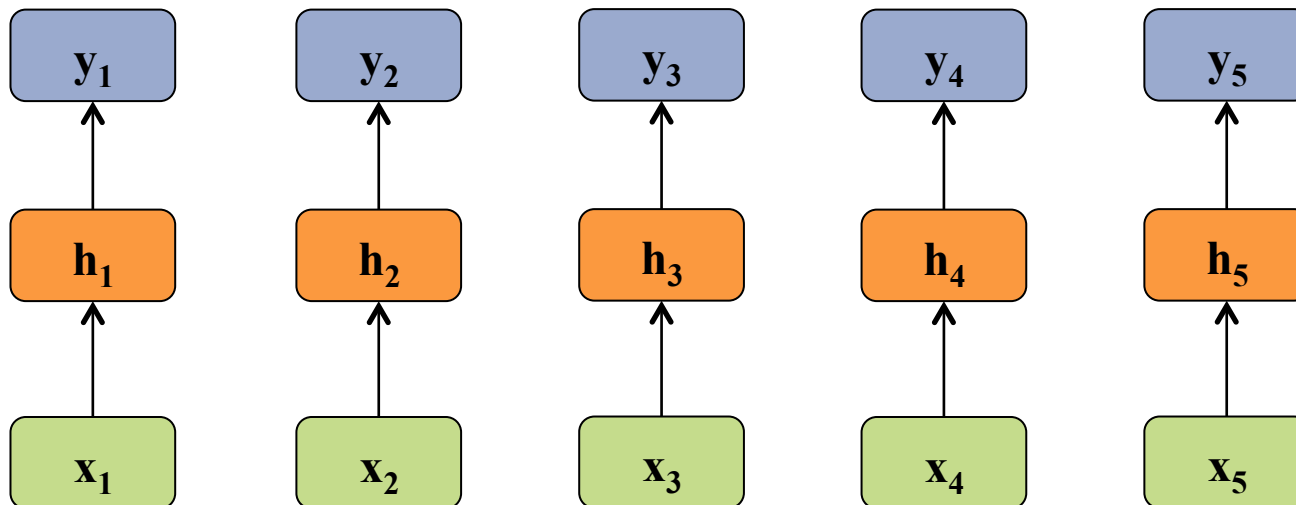 y₁ y₂ y₃ y₄ y₅
h₁ h₂ h₃ h₄ h₅
x₁ x₂ x₃ x₄ x₅